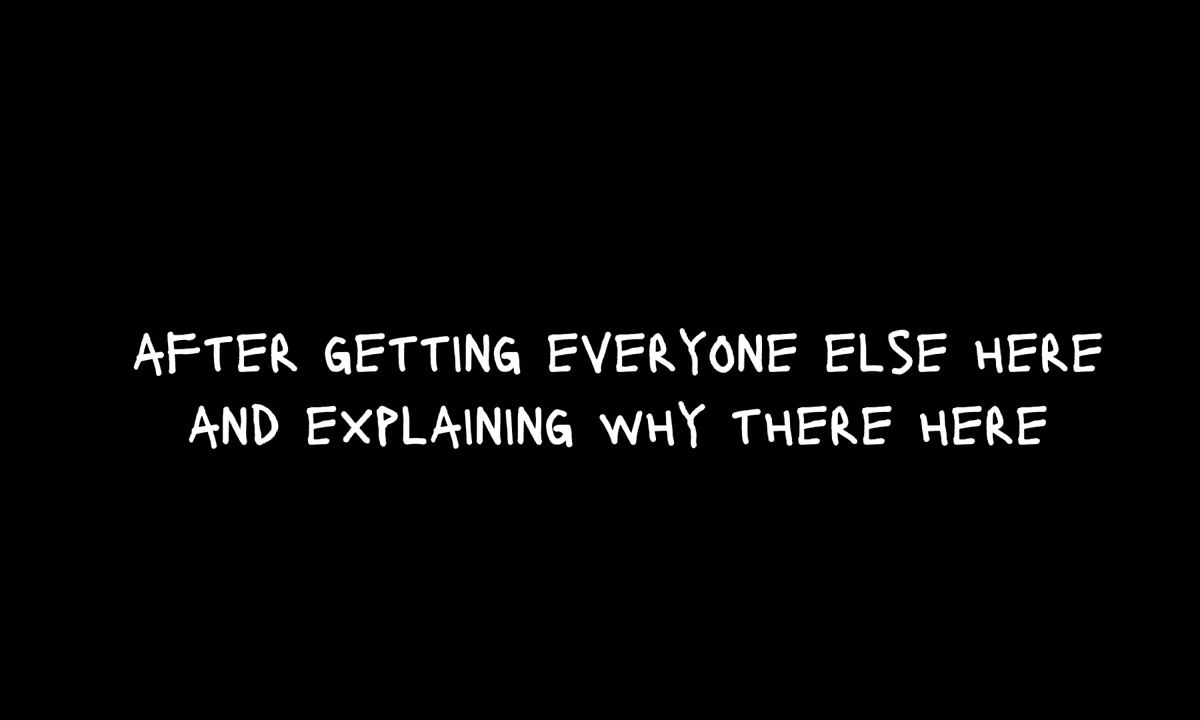 AFTER GETTING EVERYONE ELSE HERE
AND EXPLAINING WHY THERE HERE